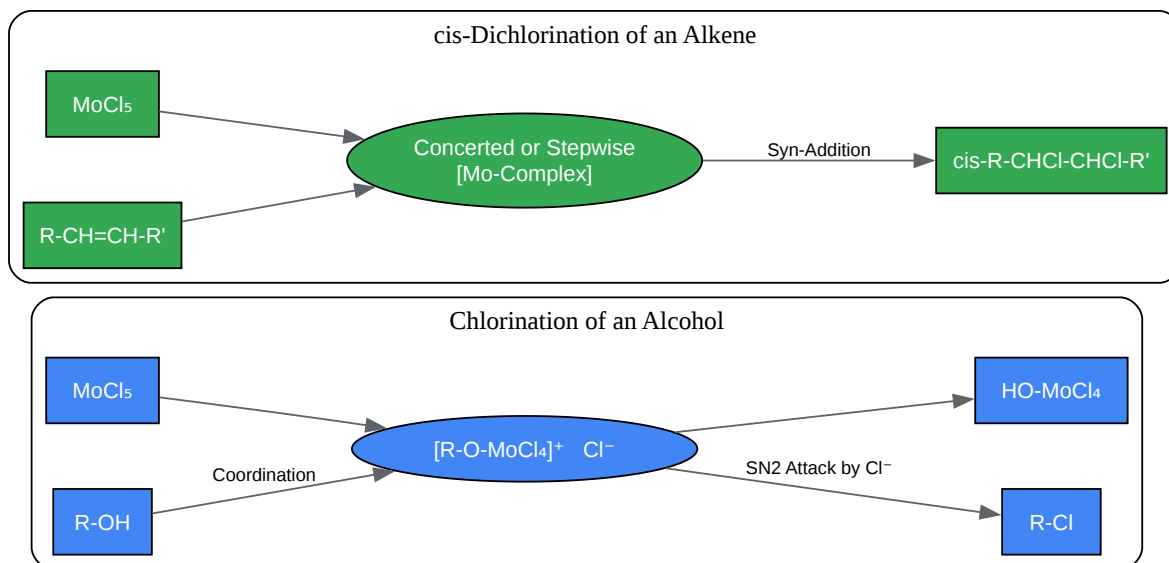 cis-Dichlorination of an Alkene
MoCl₅
R-CH=CH-R'
Concerted or Stepwise
[Mo-Complex]
Syn-Addition
cis-R-CHCl-CHCl-R'
Chlorination of an Alcohol
MoCl₅
Coordination
R-OH
[R-O-MoCl₄]⁺ Cl⁻
HO-MoCl₄
SN2 Attack by Cl⁻
R-Cl